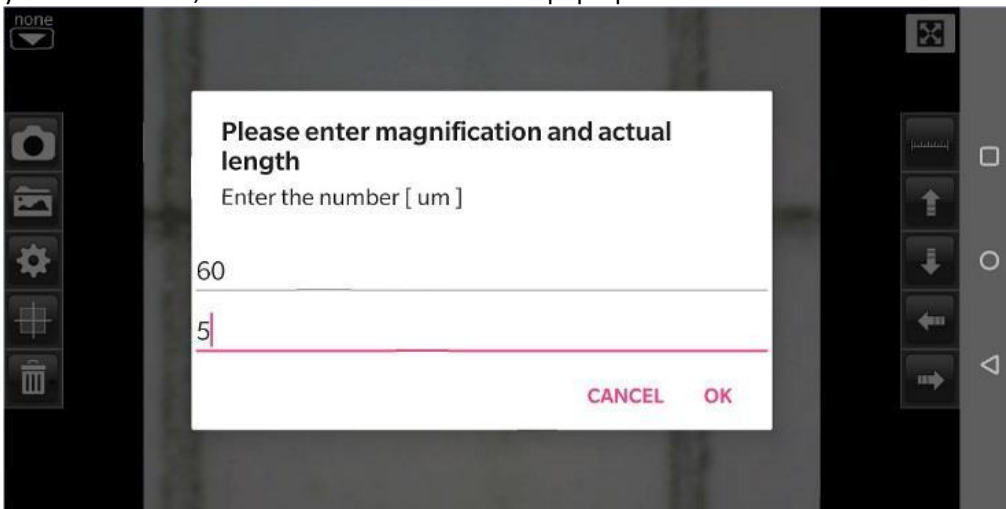 none
Please enter magnification and actual
length
Enter the number [ um ]
60
5
CANCEL OK